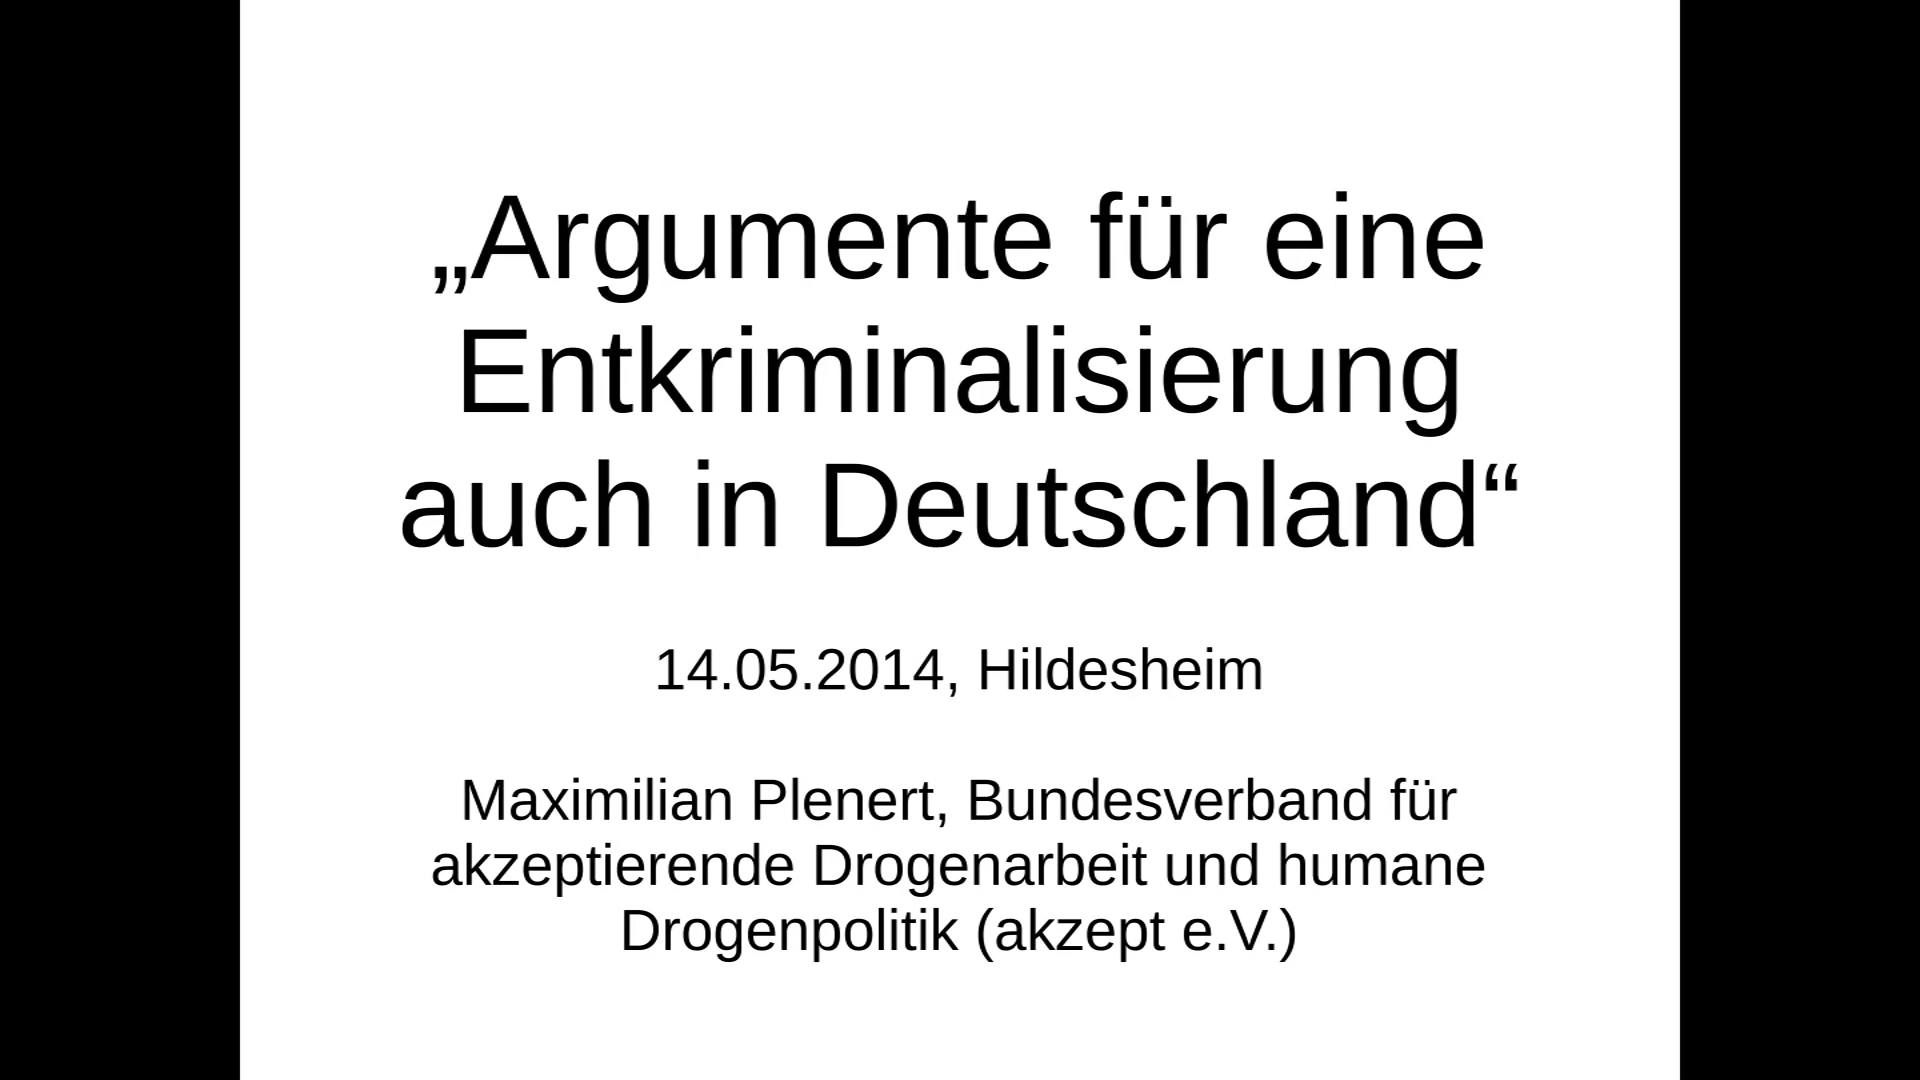 „Argumente für eine
Entkriminalisierung
auch in Deutschland“
14.05.2014, Hildesheim
Maximilian Plenert, Bundesverband für
akzeptierende Drogenarbeit und humane
Drogenpolitik (akzept e.V.)